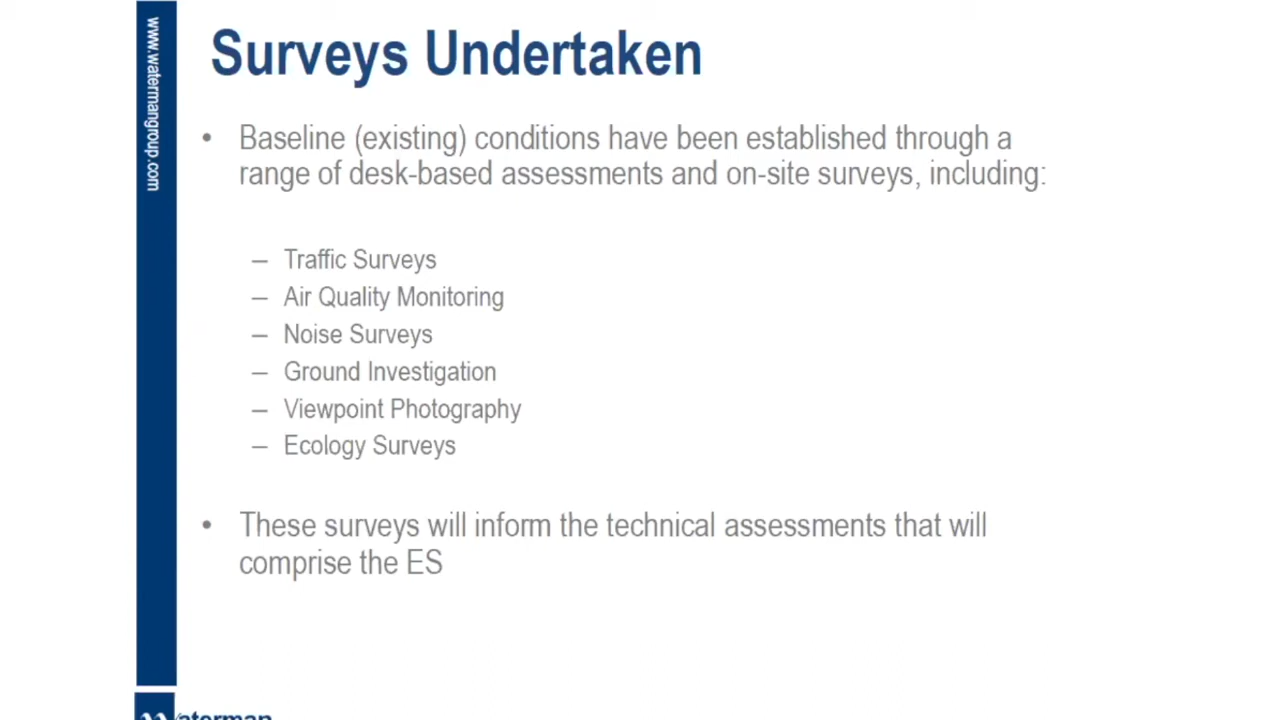 www.watermangroup.com
Surveys Undertaken
• Baseline (existing) conditions have been established through a
range of desk-based assessments and on-site surveys, including:
– Traffic Surveys
– Air Quality Monitoring
– Noise Surveys
– Ground Investigation
– Viewpoint Photography
– Ecology Surveys
• These surveys will inform the technical assessments that will
comprise the ES